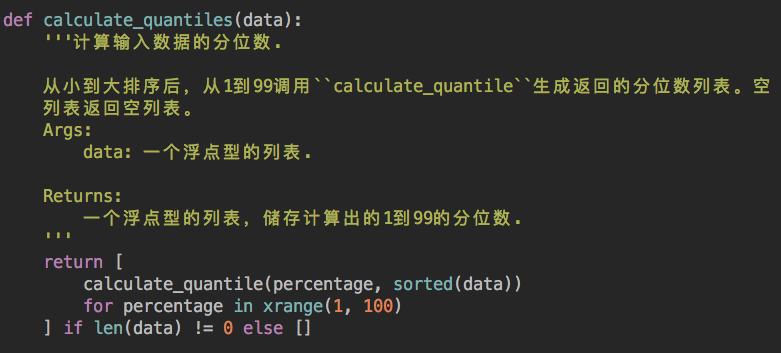 def calculate_quantiles(data):
'''计算输入数据的分位数.
从小到大排序后，从1到99调用``calculate_quantile``生成返回的分位数列表。空
列表返回空列表。
Args:
data: 一个浮点型的列表.
Returns:
一个浮点型的列表，储存计算出的1到99的分位数.
'''
return [
calculate_quantile(percentage, sorted(data))
for percentage in xrange(1, 100)
] if len(data) != 0 else []